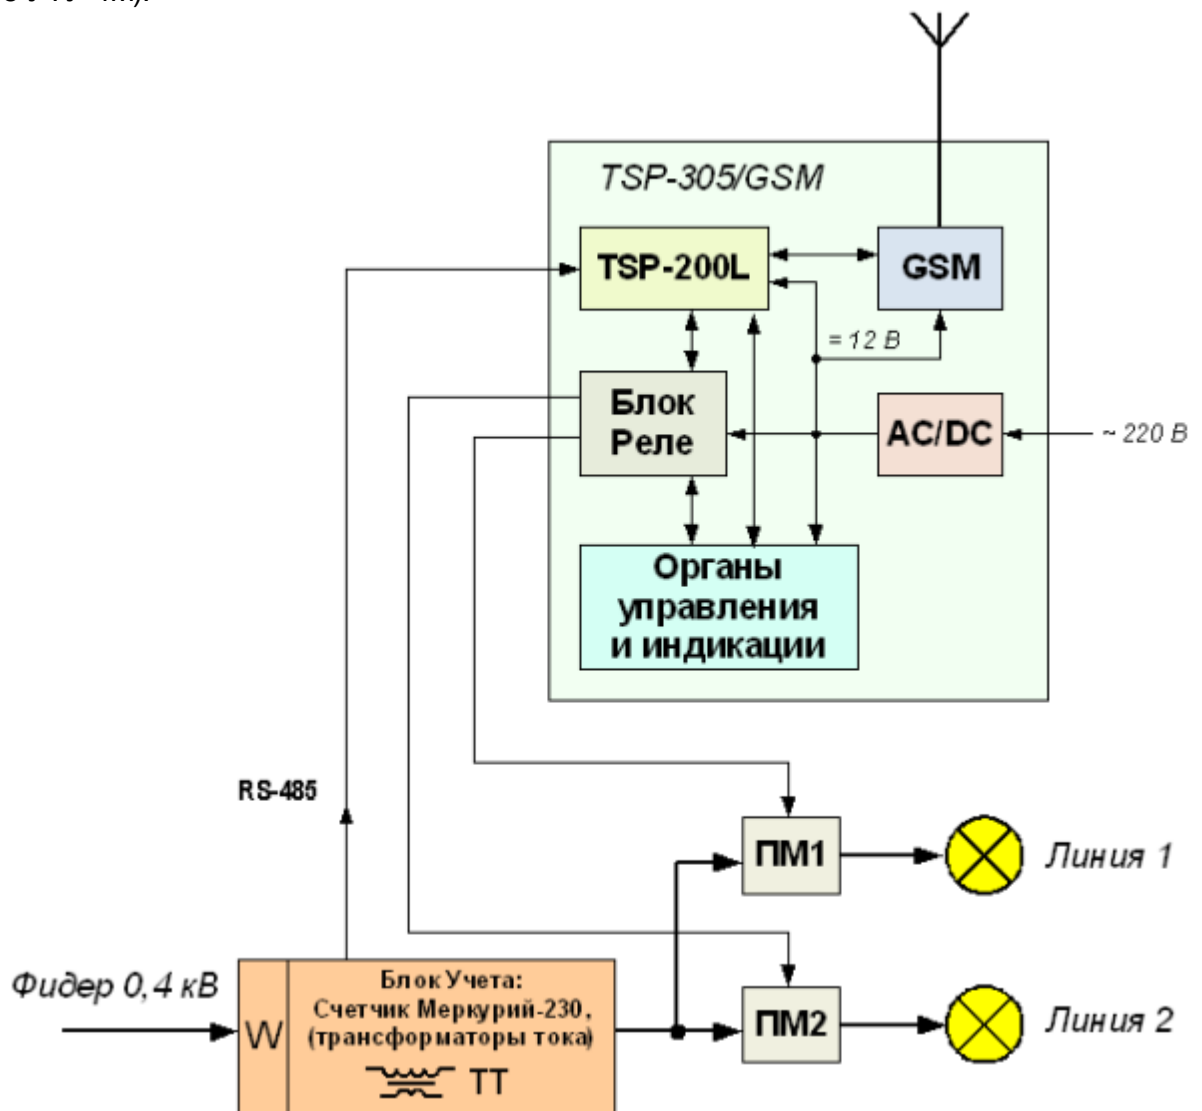 TSP-305/GSM
TSP-200L
GSM
= 12 В
Блок
Реле
AC/DC
~ 220 В
Органы
управления
и индикации
RS-485
ПМ1
Линия 1
Фидер 0,4 кВ
W
Блок Учета:
Счетчик Меркурий-230,
(трансформаторы тока)
ТТ
ПМ2
Линия 2